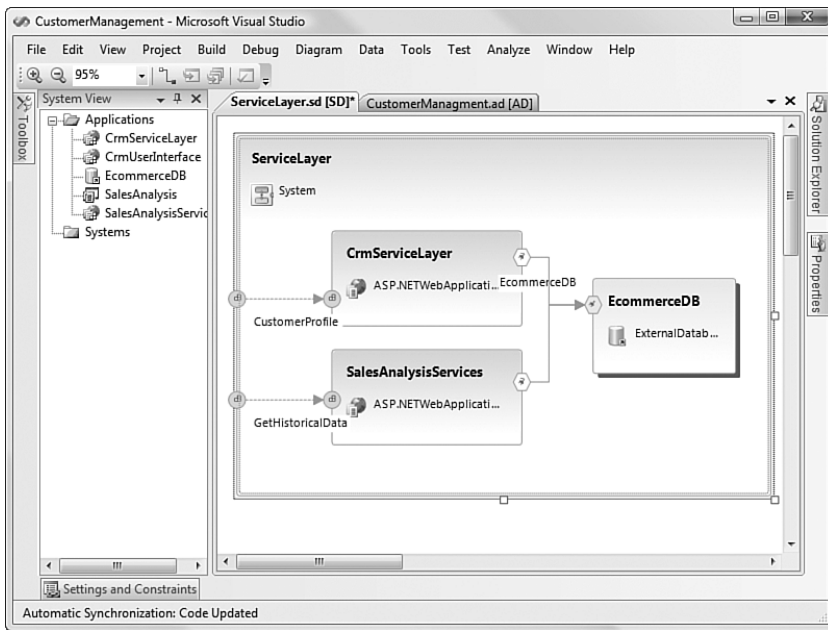 CustomerManagement - Microsoft Visual Studio
File Edit View Project Build Debug Diagram Data Tools Test Analyze Window Help
95%
Toolbox
System View
Applications
CrmServiceLayer
CrmUserInterface
EcommerceDB
SalesAnalysis
SalesAnalysisServic
Systems
ServiceLayer.sd [SD]* CustomerManagment.ad [AD]
ServiceLayer
System
CrmServiceLayer
ASP.NETWebApplicati...
EcommerceDB
CustomerProfile
EcommerceDB
ExternalDatab...
SalesAnalysisServices
ASP.NETWebApplicati...
GetHistoricalData
Solution Explorer
Properties
Settings and Constraints
Automatic Synchronization: Code Updated